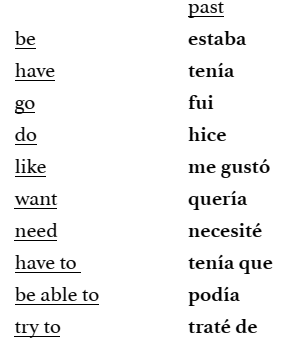 past
be estaba
have tenía
go fui
do hice
like me gustó
want quería
need necesité
have to tenía que
be able to podía
try to traté de